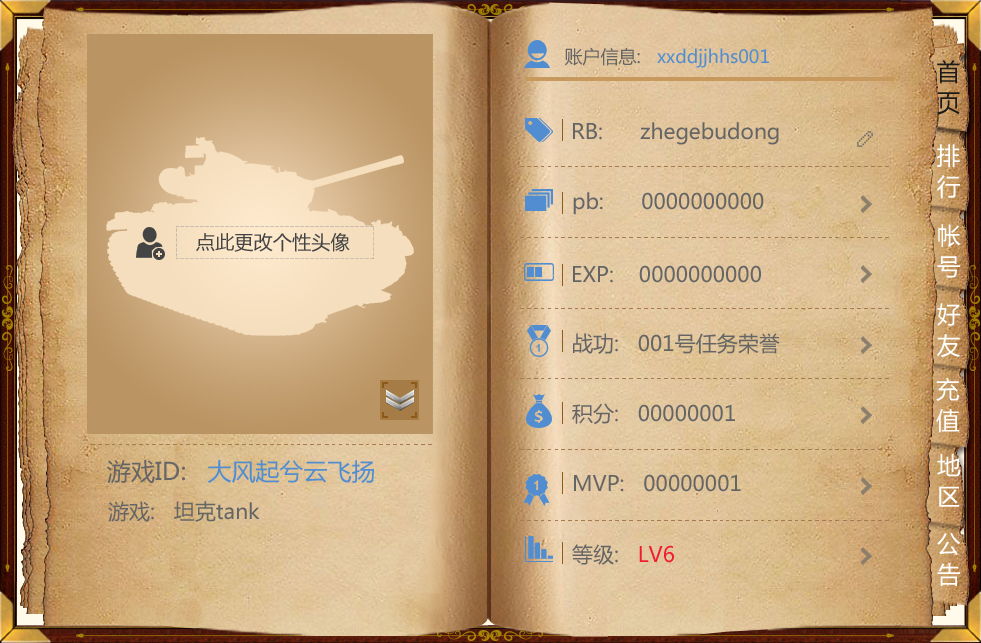 点此更改个性头像
游戏ID: 大风起兮云飞扬
游戏: 坦克tank
账户信息: xxddjjhhs001
RB: zhegebudong
pb: 0000000000
EXP: 0000000000
战功: 001号任务荣誉
积分: 00000001
MVP: 00000001
等级: LV6
首页
排行
帐号
好友
充值
地区
公告